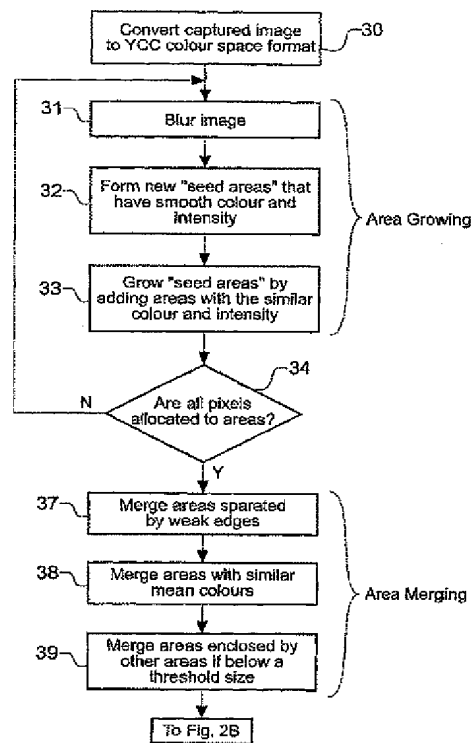 Convert captured image
to YCC colour space format
30
31
Blur image
32
Form new "seed areas" that
have smooth colour and
intensity
Area Growing
33
Grow "seed areas" by
adding areas with the similar
colour and intensity
34
N
Are all pixels
allocated to areas?
Y
37
Merge areas sparated
by weak edges
38
Merge areas with similar
mean colours
Area Merging
39
Merge areas enclosed by
other areas if below a
threshold size
To Fig. 2B